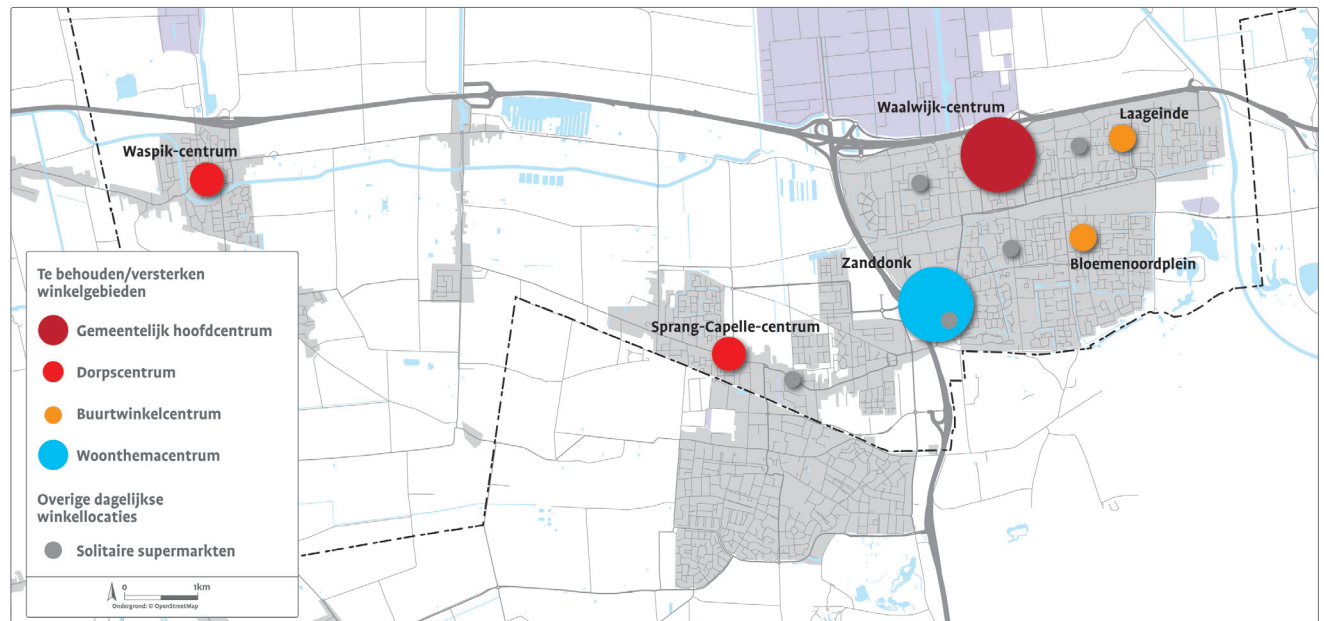 Waalwijk-centrum
Laageinde
Waspik-centrum
Zanddonk
Bloemenoordplein
Sprang-Capelle-centrum
Te behouden/versterken
winkelgebieden
Gemeentelijk hoofdcentrum
Dorpscentrum
Buurtwinkelcentrum
Woonthemacentrum
Overige dagelijkse
winkellocaties
Solitaire supermarkten
0 1km
Ondergrond: © OpenStreetMap